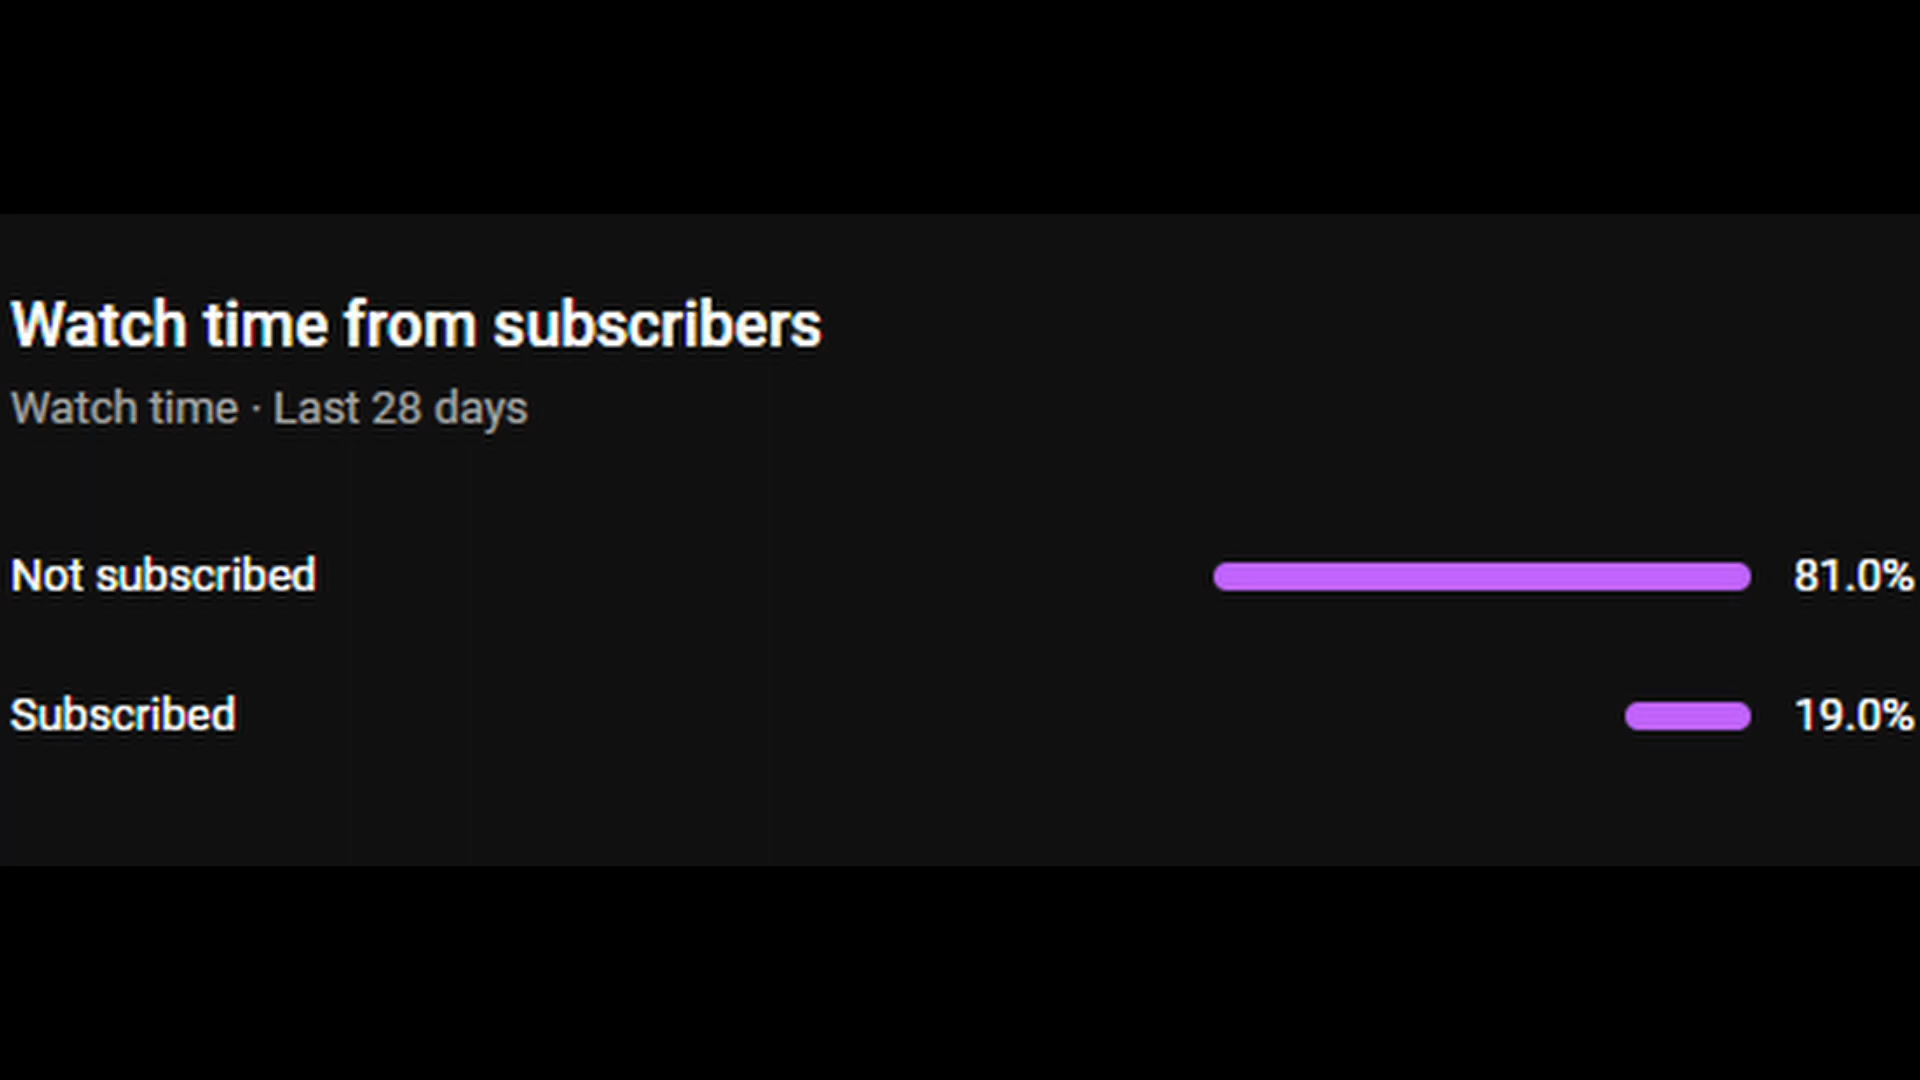 Watch time from subscribers
Watch time · Last 28 days
Not subscribed 81.0%
Subscribed 19.0%